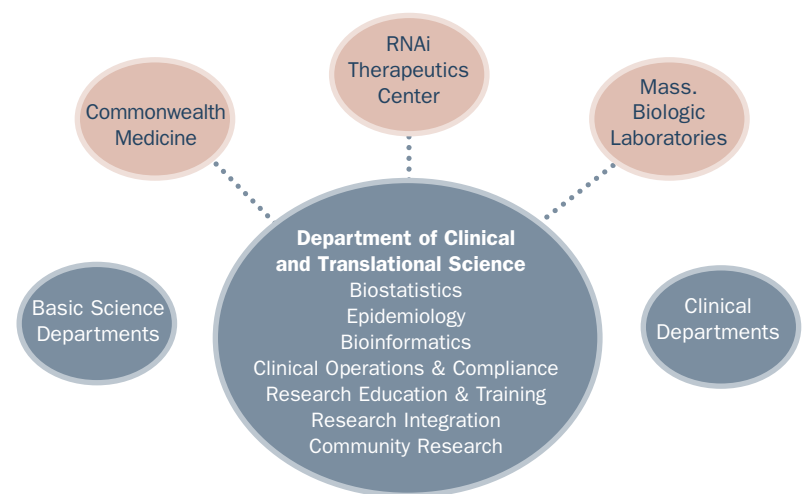 RNAi
Therapeutics
Center
Commonwealth
Medicine
Mass.
Biologic
Laboratories
Department of Clinical
and Translational Science
Biostatistics
Epidemiology
Bioinformatics
Clinical Operations & Compliance
Research Education & Training
Research Integration
Community Research
Basic Science
Departments
Clinical
Departments